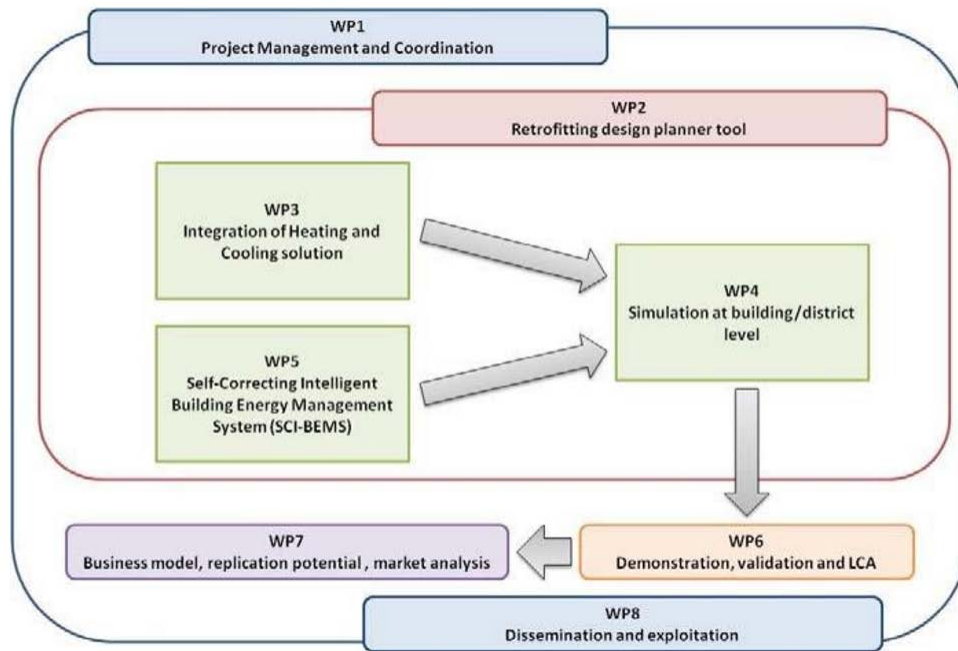 WP1
Project Management and Coordination
WP2
Retrofitting design planner tool
WP3
Integration of Heating and
Cooling solution
WP4
Simulation at building/district
level
WP5
Self-Correcting Intelligent
Building Energy Management
System (SCI-BEMS)
WP7
Business model, replication potential , market analysis
WP6
Demonstration, validation and LCA
WP8
Dissemination and exploitation